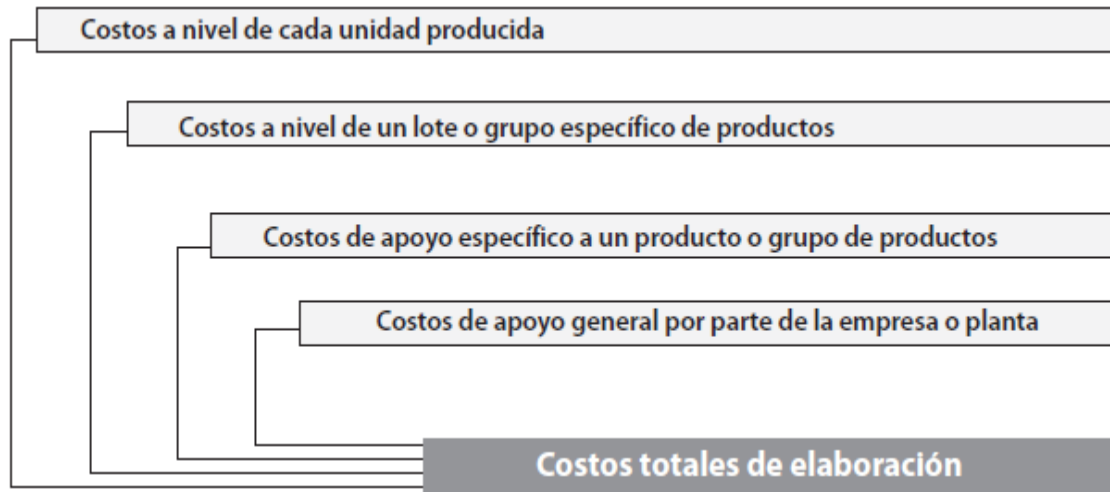 Costos a nivel de cada unidad producida
Costos a nivel de un lote o grupo específico de productos
Costos de apoyo específico a un producto o grupo de productos
Costos de apoyo general por parte de la empresa o planta
Costos totales de elaboración